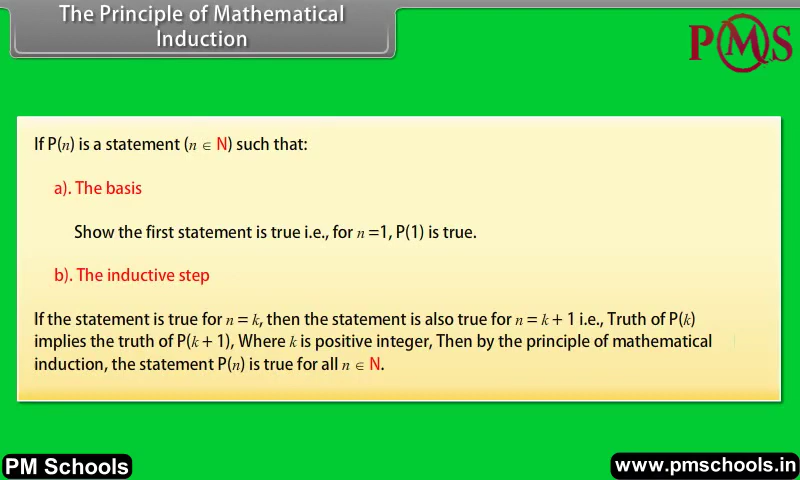 The Principle of Mathematical
Induction
PMS
If P(n) is a statement (n ∈ N) such that:
a). The basis
Show the first statement is true i.e., for n =1, P(1) is true.
b). The inductive step
If the statement is true for n = k, then the statement is also true for n = k + 1 i.e., Truth of P(k)
implies the truth of P(k + 1), Where k is positive integer, Then by the principle of mathematical
induction, the statement P(n) is true for all n ∈ N.
PM Schools
www.pmschools.in